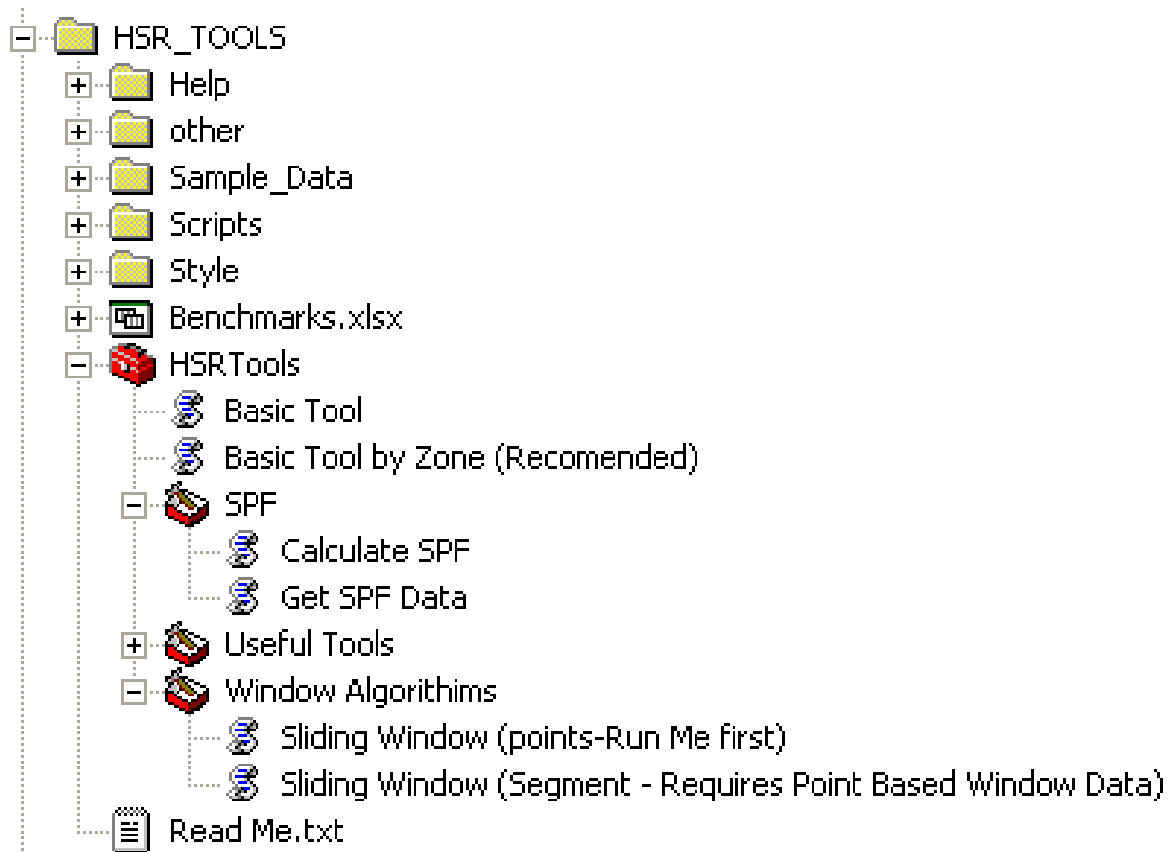 HSR_TOOLS
Help
other
Sample_Data
Scripts
Style
Benchmarks.xlsx
HSRTools
Basic Tool
Basic Tool by Zone (Recomended)
SPF
Calculate SPF
Get SPF Data
Useful Tools
Window Algorithims
Sliding Window (points-Run Me first)
Sliding Window (Segment - Requires Point Based Window Data)
Read Me.txt